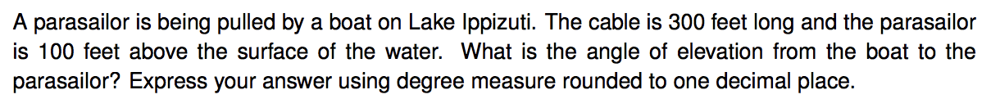 A parasailor is being pulled by a boat on Lake Ippizuti. The cable is 300 feet long and the parasailor
is 100 feet above the surface of the water. What is the angle of elevation from the boat to the
parasailor? Express your answer using degree measure rounded to one decimal place.